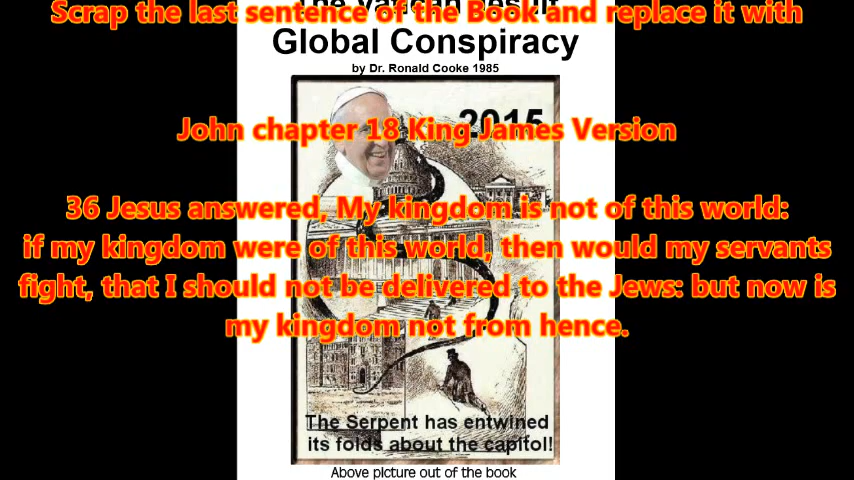 Scrap the last sentence of the Book and replace it with
The Vatican Jesuit
Global Conspiracy
by Dr. Ronald Cooke 1985
2015
John chapter 18 King James Version
36 Jesus answered, My kingdom is not of this world:
if my kingdom were of this world, then would my servants
fight, that I should not be delivered to the Jews: but now is
my kingdom not from hence.
The Serpent has entwined
its folds about the capitol!
Above picture out of the book